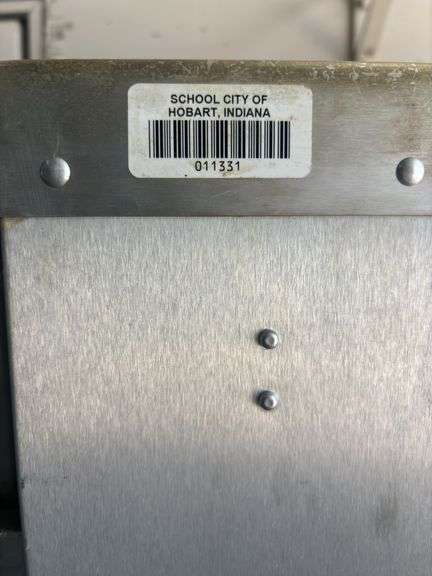 SCHOOL CITY OF
HOBART, INDIANA
011331